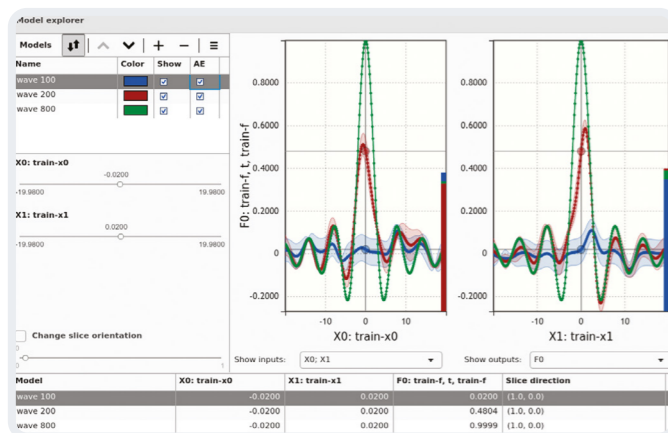 Model explorer
Models
Name Color Show AE
wave 100
wave 200
wave 800
X0: train-x0
-0.0200
-19.9800 19.9800
X1: train-x1
0.0200
-19.9800 19.9800
Change slice orientation
0 1
F0: train-f, t, train-f
0.8000
0.6000
0.4000
0.2000
0
-0.2000
-10 0 10
X0: train-x0
0.8000
0.6000
0.4000
0.2000
0
-0.2000
-10 0 10
X1: train-x1
Show inputs: X0; X1 Show outputs: F0
Model X0: train-x0 X1: train-x1 F0: train-f, t, train-f Slice direction
wave 100 -0.0200 0.0200 0.0200 (1.0, 0.0)
wave 200 -0.0200 0.0200 0.4804 (1.0, 0.0)
wave 800 -0.0200 0.0200 0.9999 (1.0, 0.0)